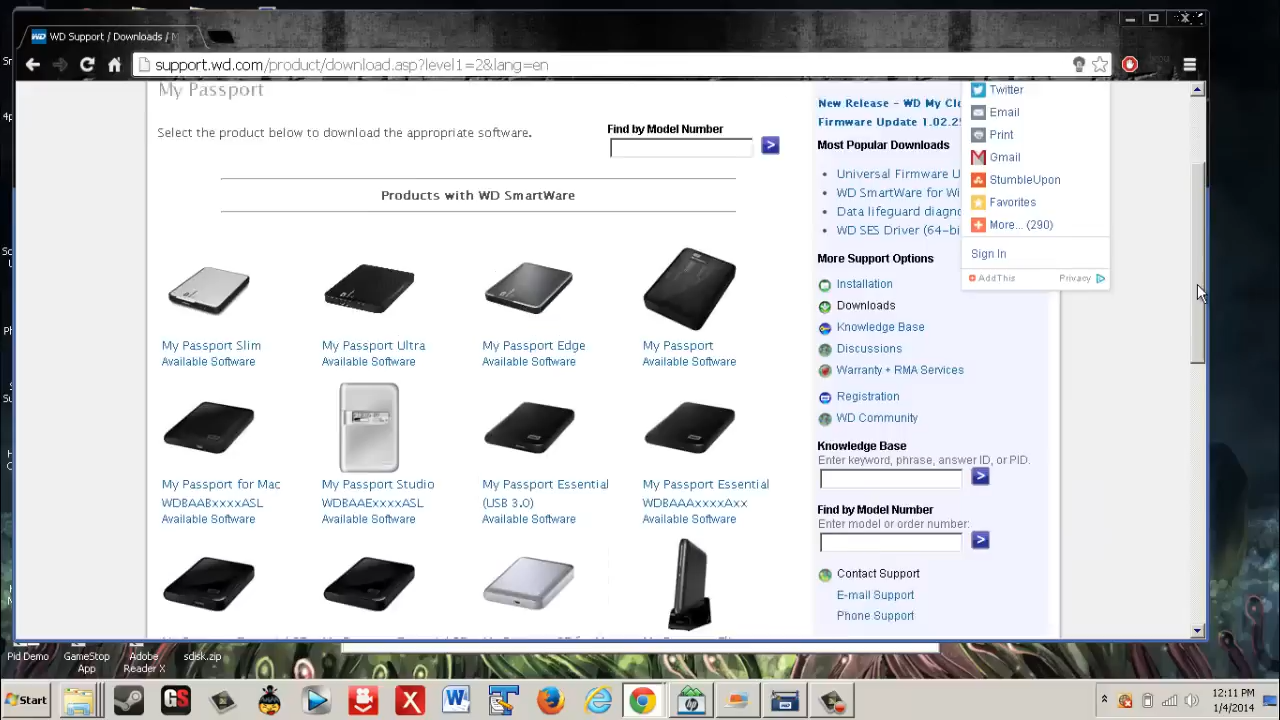 WD Support / Downloads / M
support.wd.com/product/download.asp?level1=2&lang=en
My Passport
Select the product below to download the appropriate software.
Find by Model Number
Products with WD SmartWare
My Passport Slim
Available Software
My Passport Ultra
Available Software
My Passport Edge
Available Software
My Passport
Available Software
My Passport for Mac
WDBAABxxxxASL
Available Software
My Passport Studio
WDBAAExxxxASL
Available Software
My Passport Essential
(USB 3.0)
Available Software
My Passport Essential
WDBAAAxxxxAxx
Available Software
New Release - WD My Clo
Firmware Update 1.02.2
Most Popular Downloads
Universal Firmware U
WD SmartWare for Wi
Data lifeguard diagn
WD SES Driver (64-bi
More Support Options
Installation
Downloads
Knowledge Base
Discussions
Warranty + RMA Services
Registration
WD Community
Knowledge Base
Enter keyword, phrase, answer ID, or PID.
Find by Model Number
Enter model or order number:
Contact Support
E-mail Support
Phone Support
Twitter
Email
Print
Gmail
StumbleUpon
Favorites
More... (290)
Sign In
AddThis
Privacy
Pid Demo
GameStop
App
Adobe
Reader X
sdisk.zip
Start
12:11 PM
1/4/2014